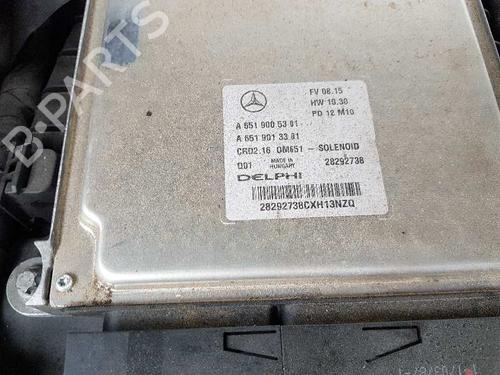 B-PARTS
FV 08.15
HW 10.30
PD 12 M10
A 651 900 53 01
A 651 901 33 01
CRD2.16 OM651 - SOLENOID
D01 MADE IN HUNGARY 28292738
DELPHI
28292738CXH13NZQ